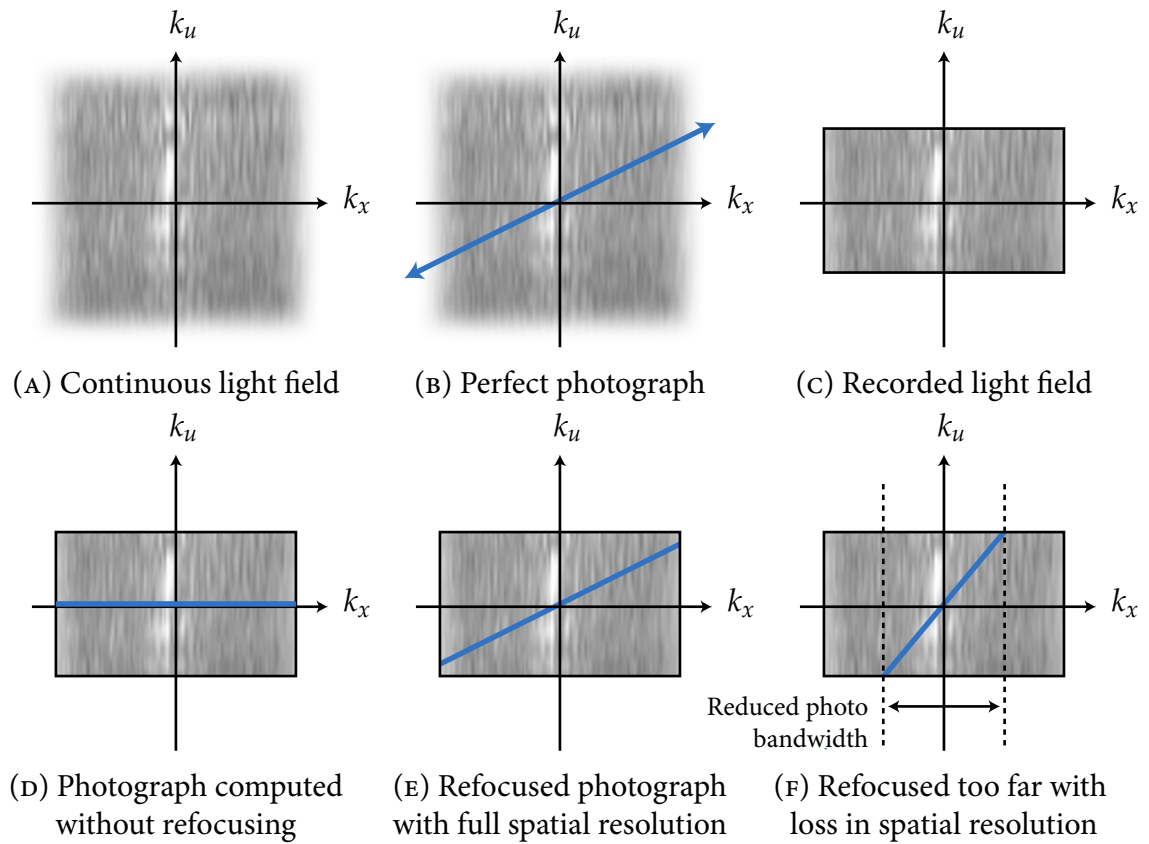 k_u
k_u
k_u
k_x
k_x
k_x
(A) Continuous light field
(B) Perfect photograph
(C) Recorded light field
k_u
k_u
k_u
k_x
k_x
k_x
Reduced photo
bandwidth
(D) Photograph computed
without refocusing
(E) Refocused photograph
with full spatial resolution
(F) Refocused too far with
loss in spatial resolution